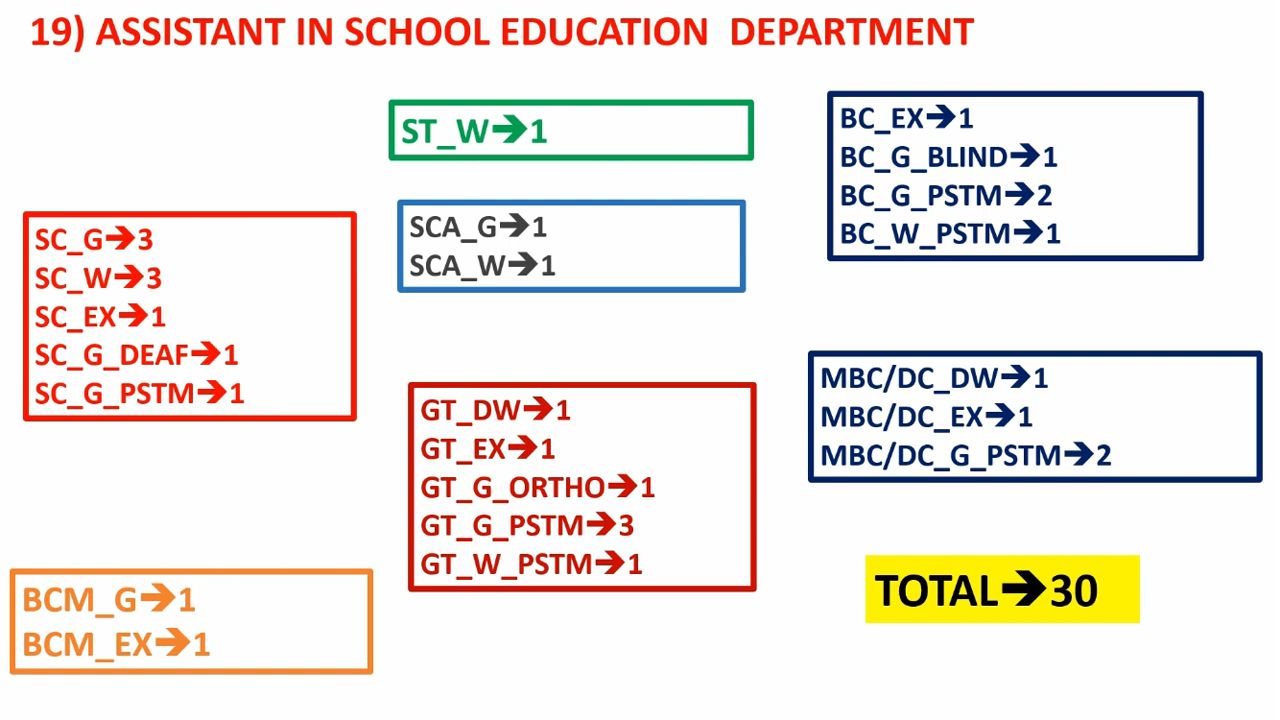 19) ASSISTANT IN SCHOOL EDUCATION DEPARTMENT
SC_G➔3
SC_W➔3
SC_EX➔1
SC_G_DEAF➔1
SC_G_PSTM➔1
BCM_G➔1
BCM_EX➔1
ST_W➔1
SCA_G➔1
SCA_W➔1
GT_DW➔1
GT_EX➔1
GT_G_ORTHO➔1
GT_G_PSTM➔3
GT_W_PSTM➔1
BC_EX➔1
BC_G_BLIND➔1
BC_G_PSTM➔2
BC_W_PSTM➔1
MBC/DC_DW➔1
MBC/DC_EX➔1
MBC/DC_G_PSTM➔2
TOTAL➔30